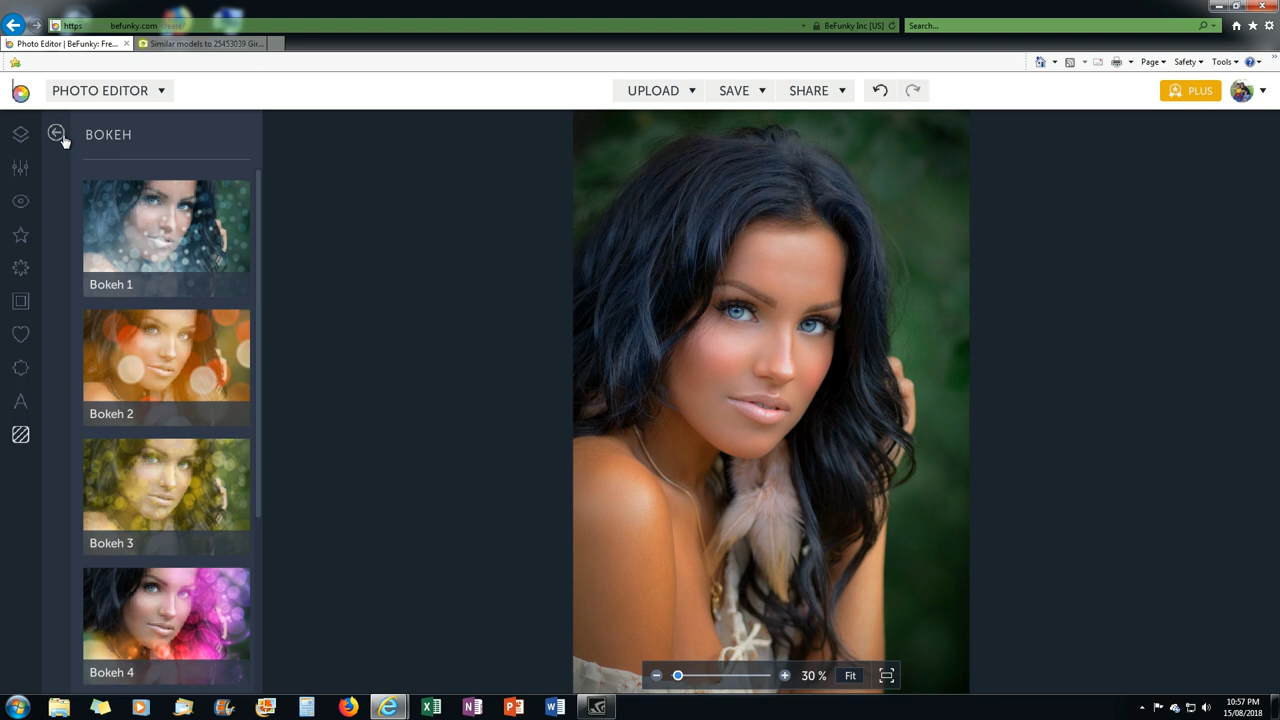 https befunky.com create/
BeFunky Inc [US]
Search...
Photo Editor | BeFunky: Fre...
Similar models to 25453039 Gir...
Page
Safety
Tools
PHOTO EDITOR
UPLOAD
SAVE
SHARE
PLUS
BOKEH
Bokeh 1
Bokeh 2
Bokeh 3
Bokeh 4
30 %
Fit
10:57 PM
15/08/2018